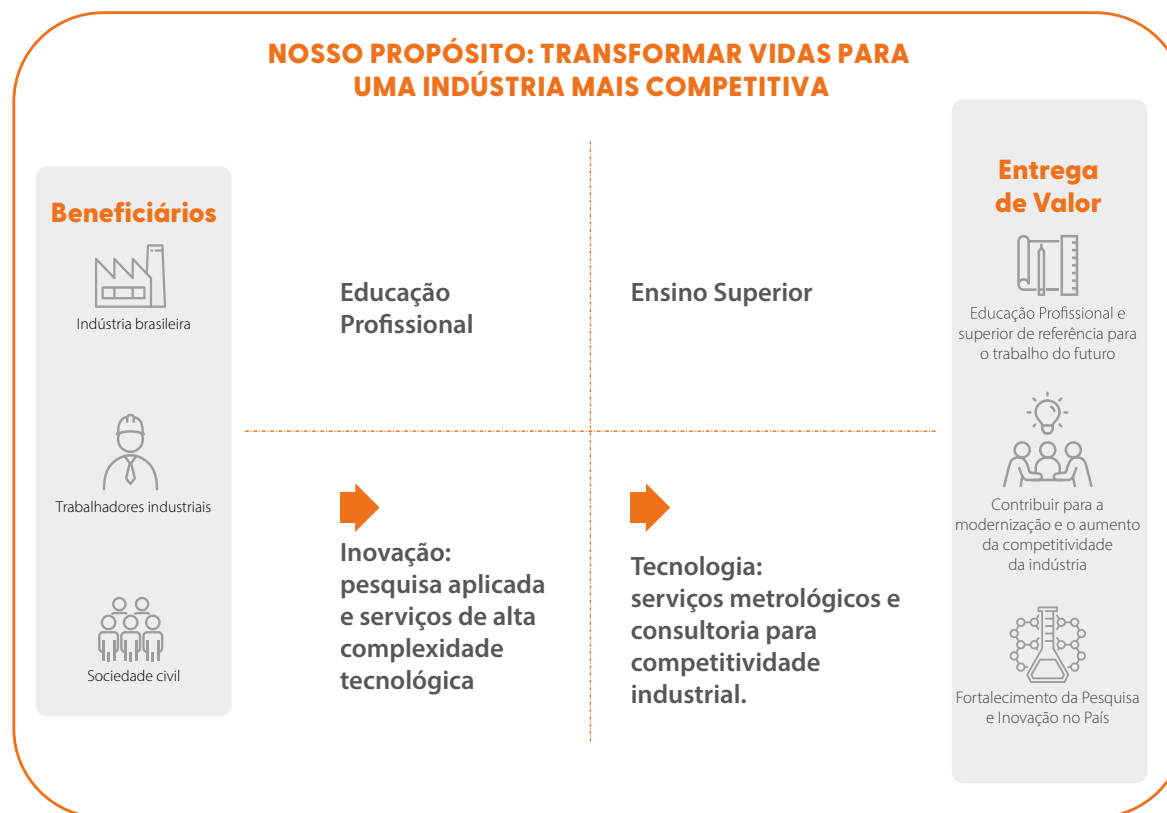 NOSSO PROPÓSITO: TRANSFORMAR VIDAS PARA
UMA INDÚSTRIA MAIS COMPETITIVA
Beneficiários
Indústria brasileira
Trabalhadores industriais
Sociedade civil
Educação
Profissional
Ensino Superior
Inovação:
pesquisa aplicada
e serviços de alta
complexidade
tecnológica
Tecnologia:
serviços metrológicos e
consultoria para
competitividade
industrial.
Entrega
de Valor
Educação Profissional e
superior de referência para
o trabalho do futuro
Contribuir para a
modernização e o aumento
da competitividade
da indústria
Fortalecimento da Pesquisa
e Inovação no País